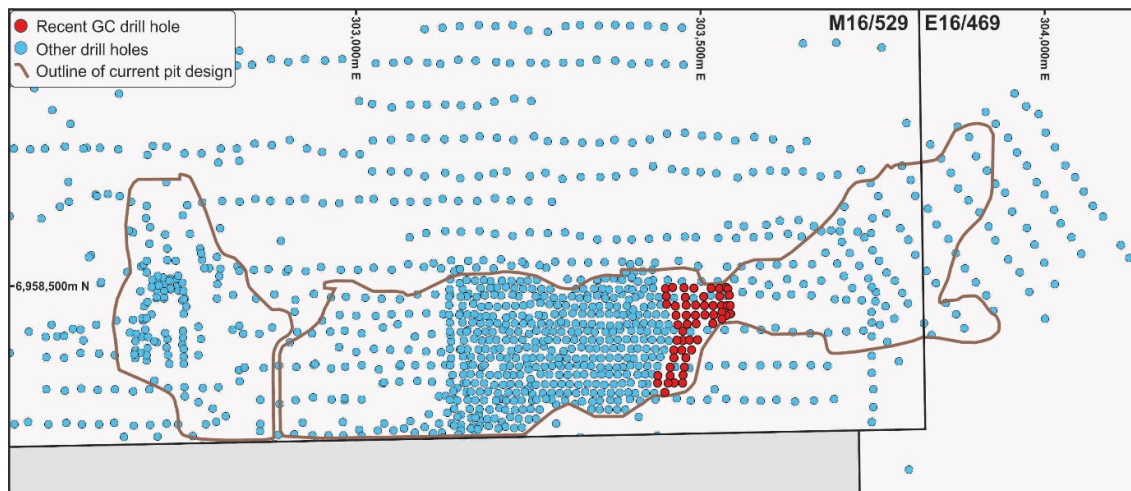 Recent GC drill hole
Other drill holes
Outline of current pit design
303,000m E
303,500m E
M16/529
E16/469
304,000m E
6,958,500m N